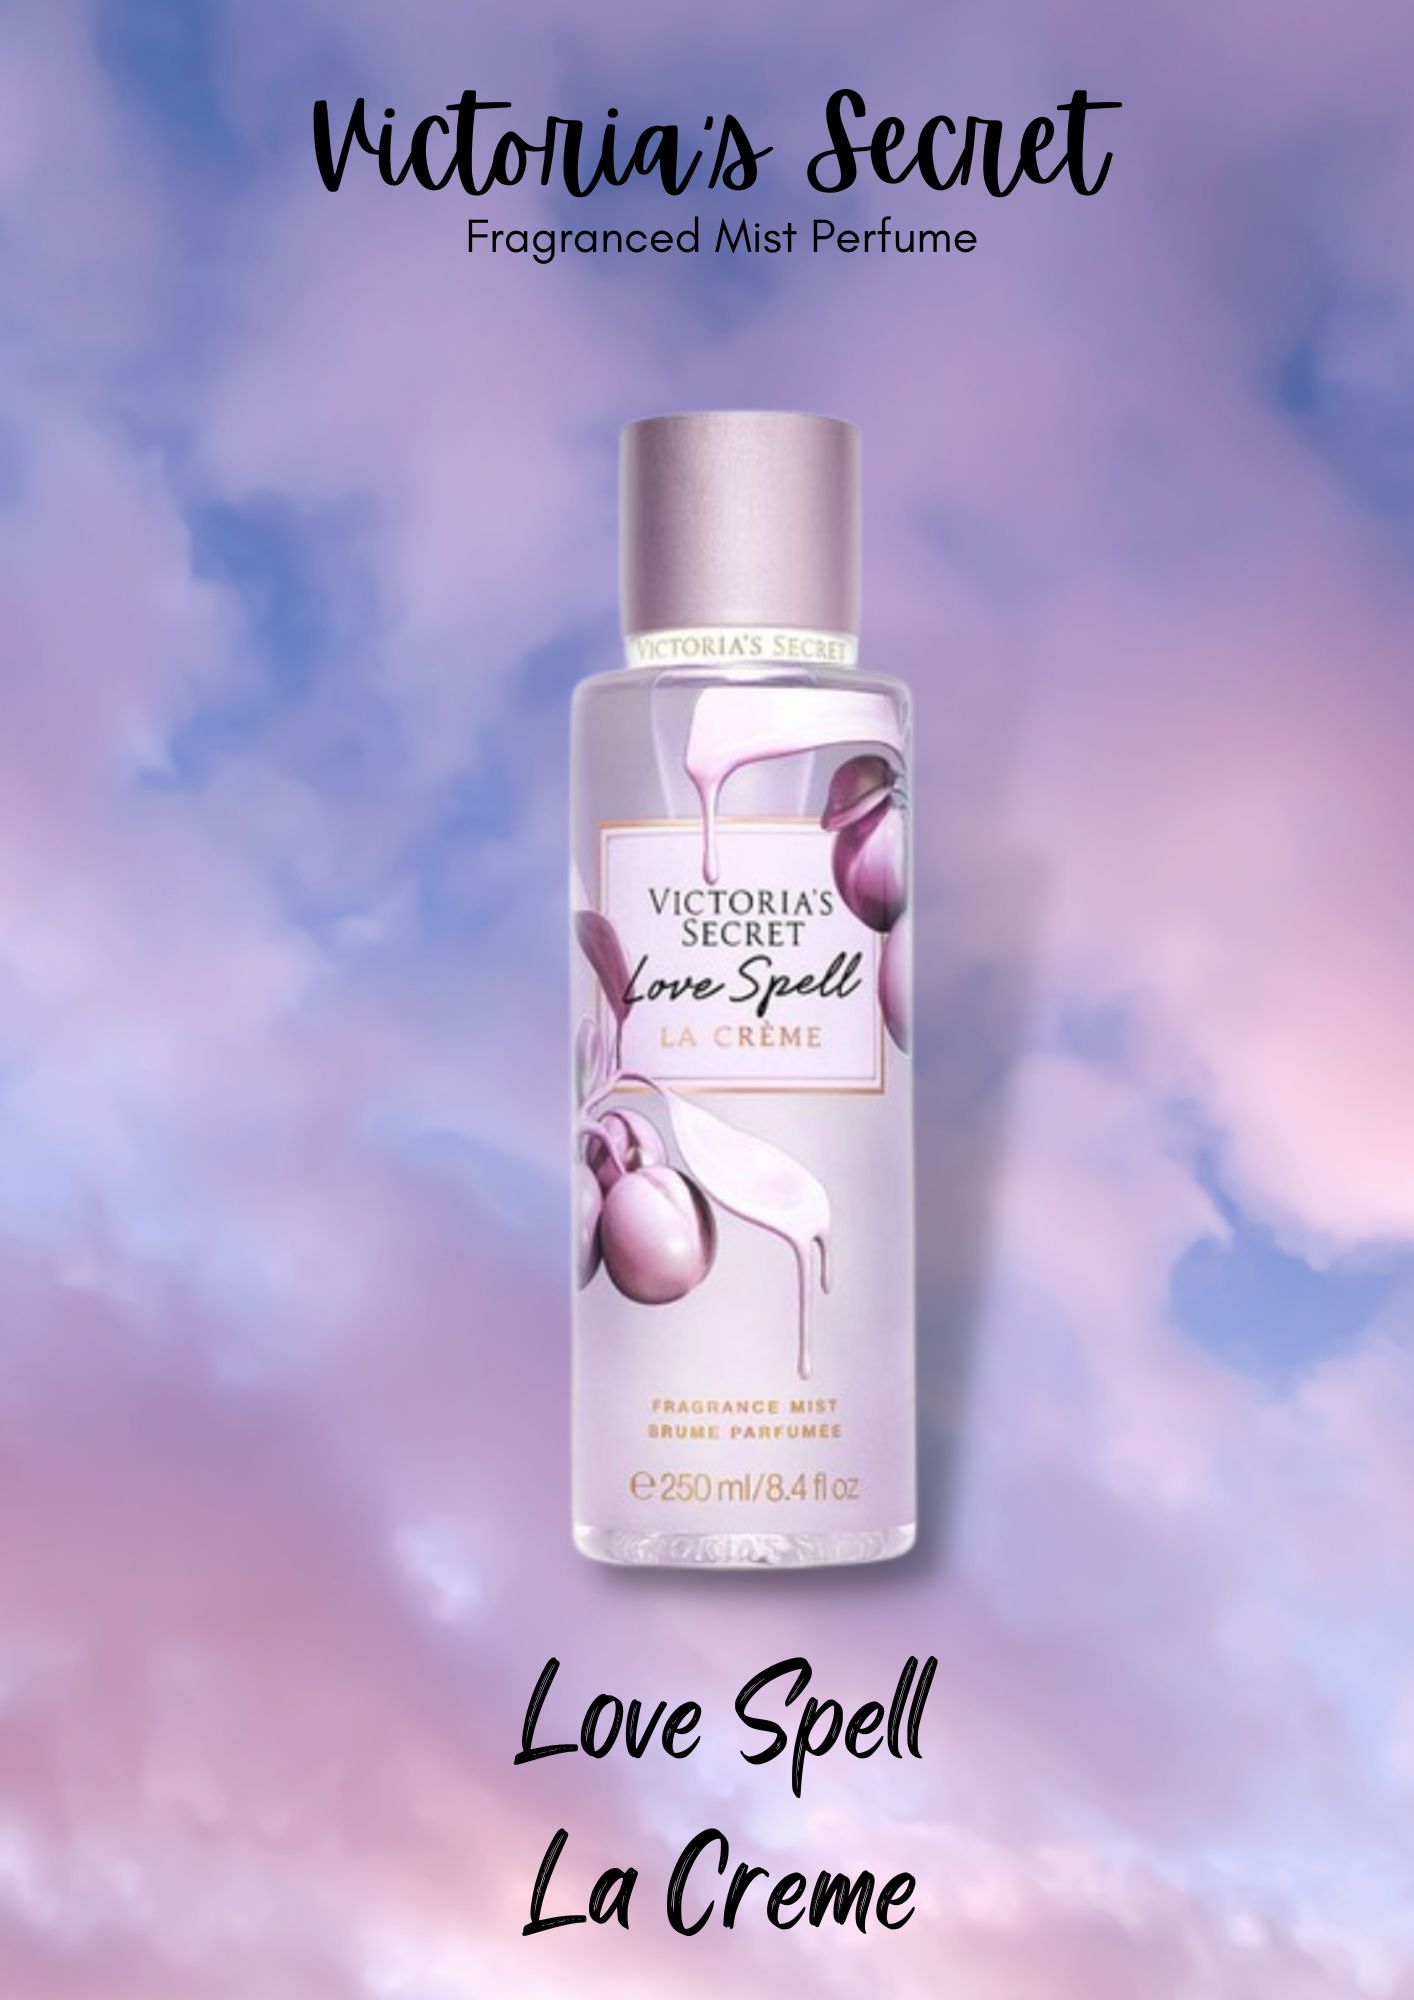 Victoria's Secret
Fragranced Mist Perfume
VICTORIA'S SECRET
VICTORIA'S
SECRET
Love Spell
LA CRÈME
FRAGRANCE MIST
BRUME PARFUMÉE
℮ 250 ml/8.4 fl oz
Love Spell
La Creme